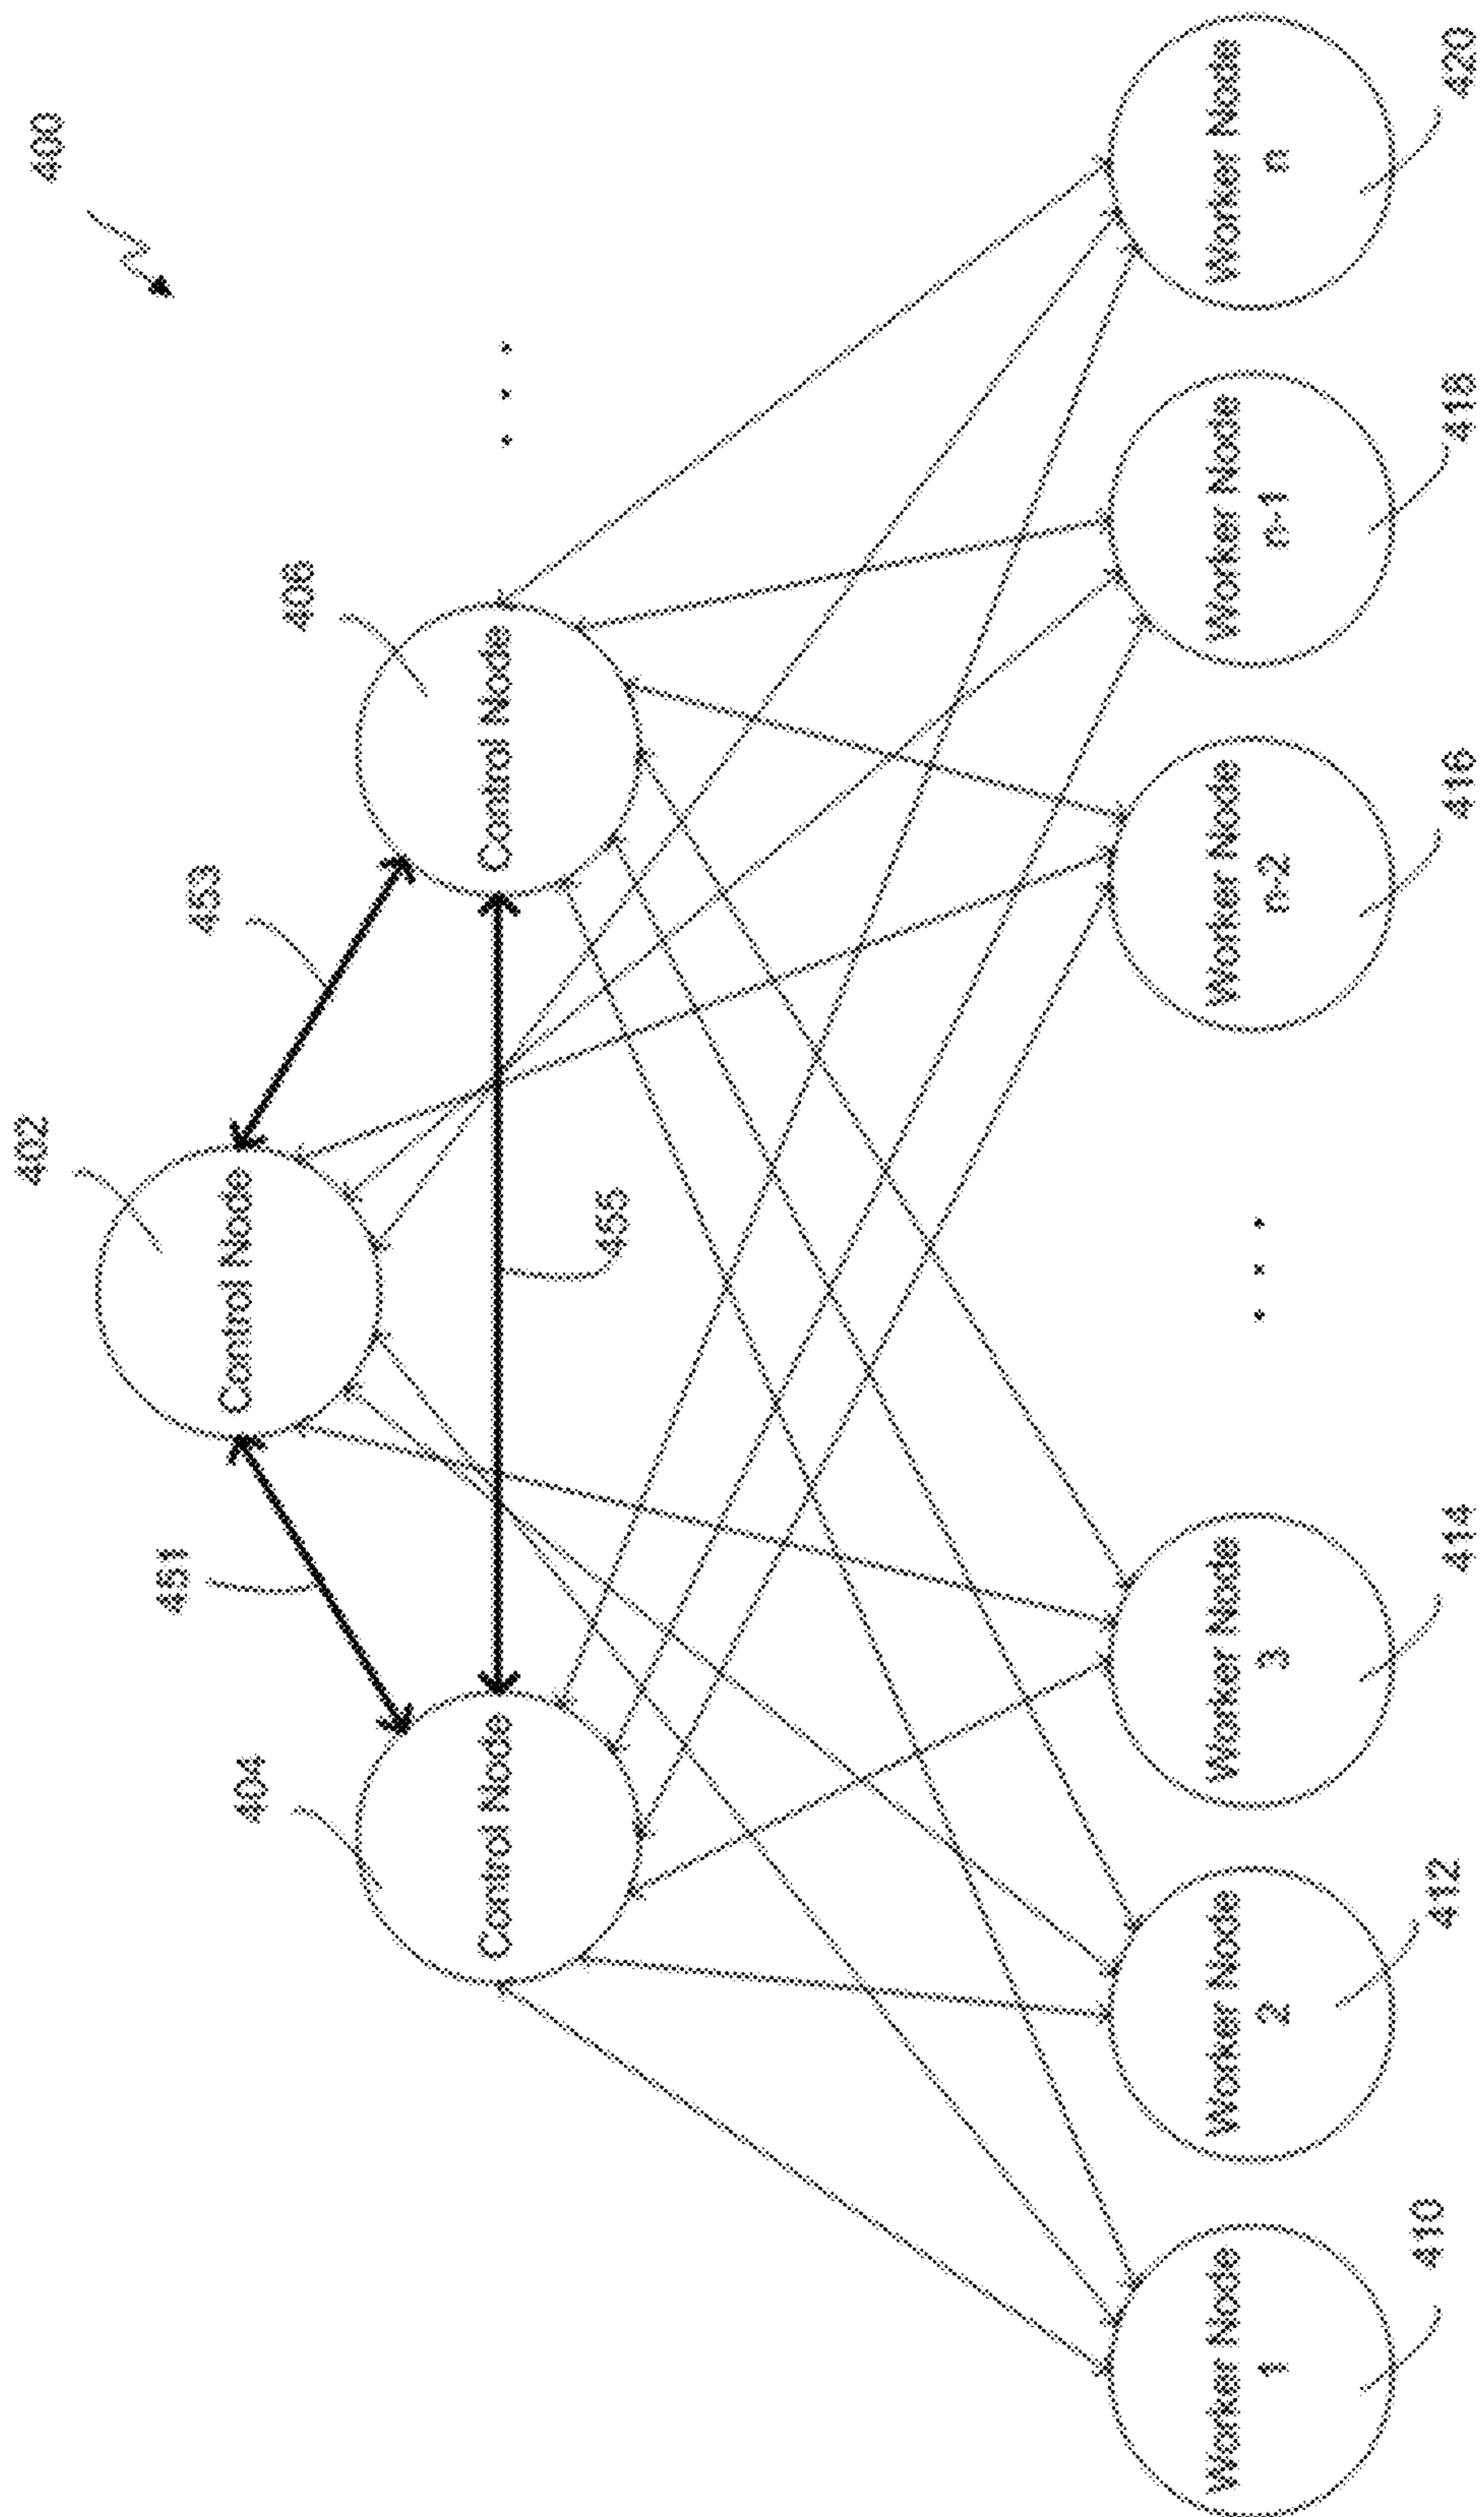 400
402
Control Node
451
453
404
Control Node
406
Control Node
455
. . .
Worker Node
1
Worker Node
2
Worker Node
3
. . .
Worker Node
n-2
Worker Node
n-1
Worker Node
n
410
412
414
416
418
420